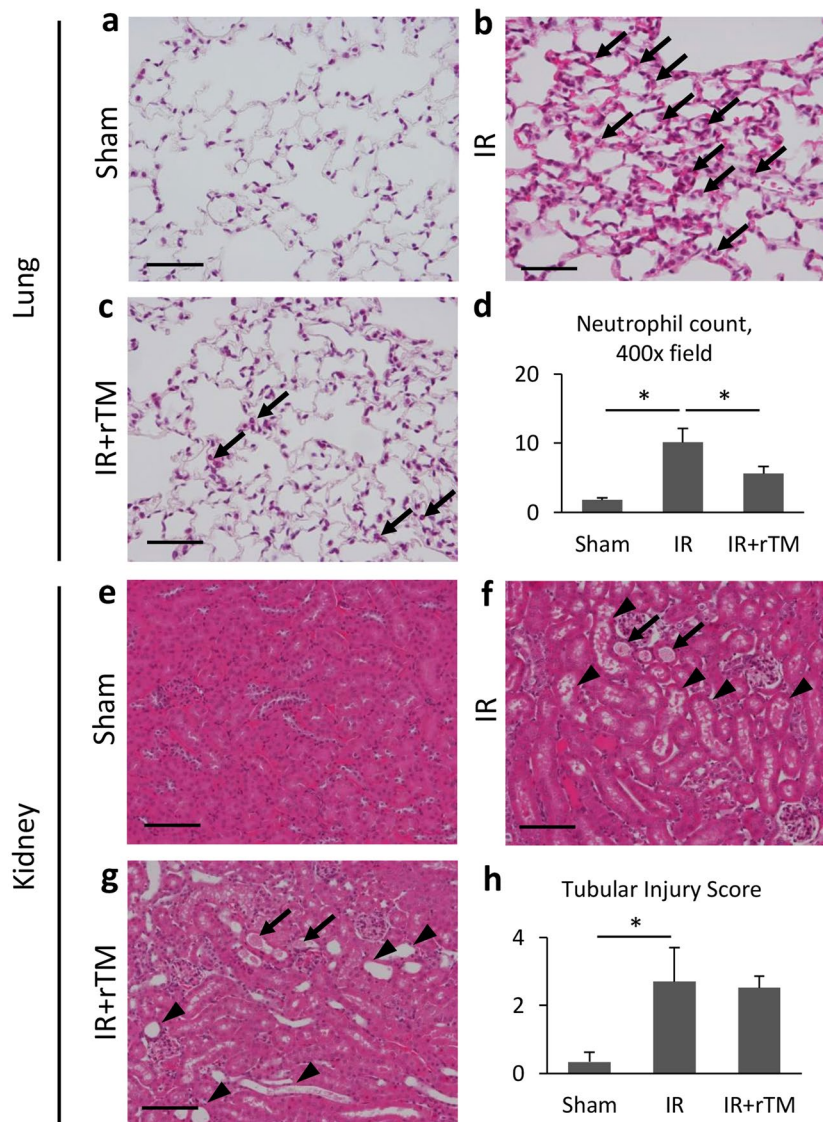 Lung
Sham
a
b
IR
IR+rTM
c
d
Neutrophil count,
400x field
20
10
0
*
*
Sham
IR
IR+rTM
Kidney
Sham
e
f
IR
IR+rTM
g
h
Tubular Injury Score
4
2
0
*
Sham
IR
IR+rTM